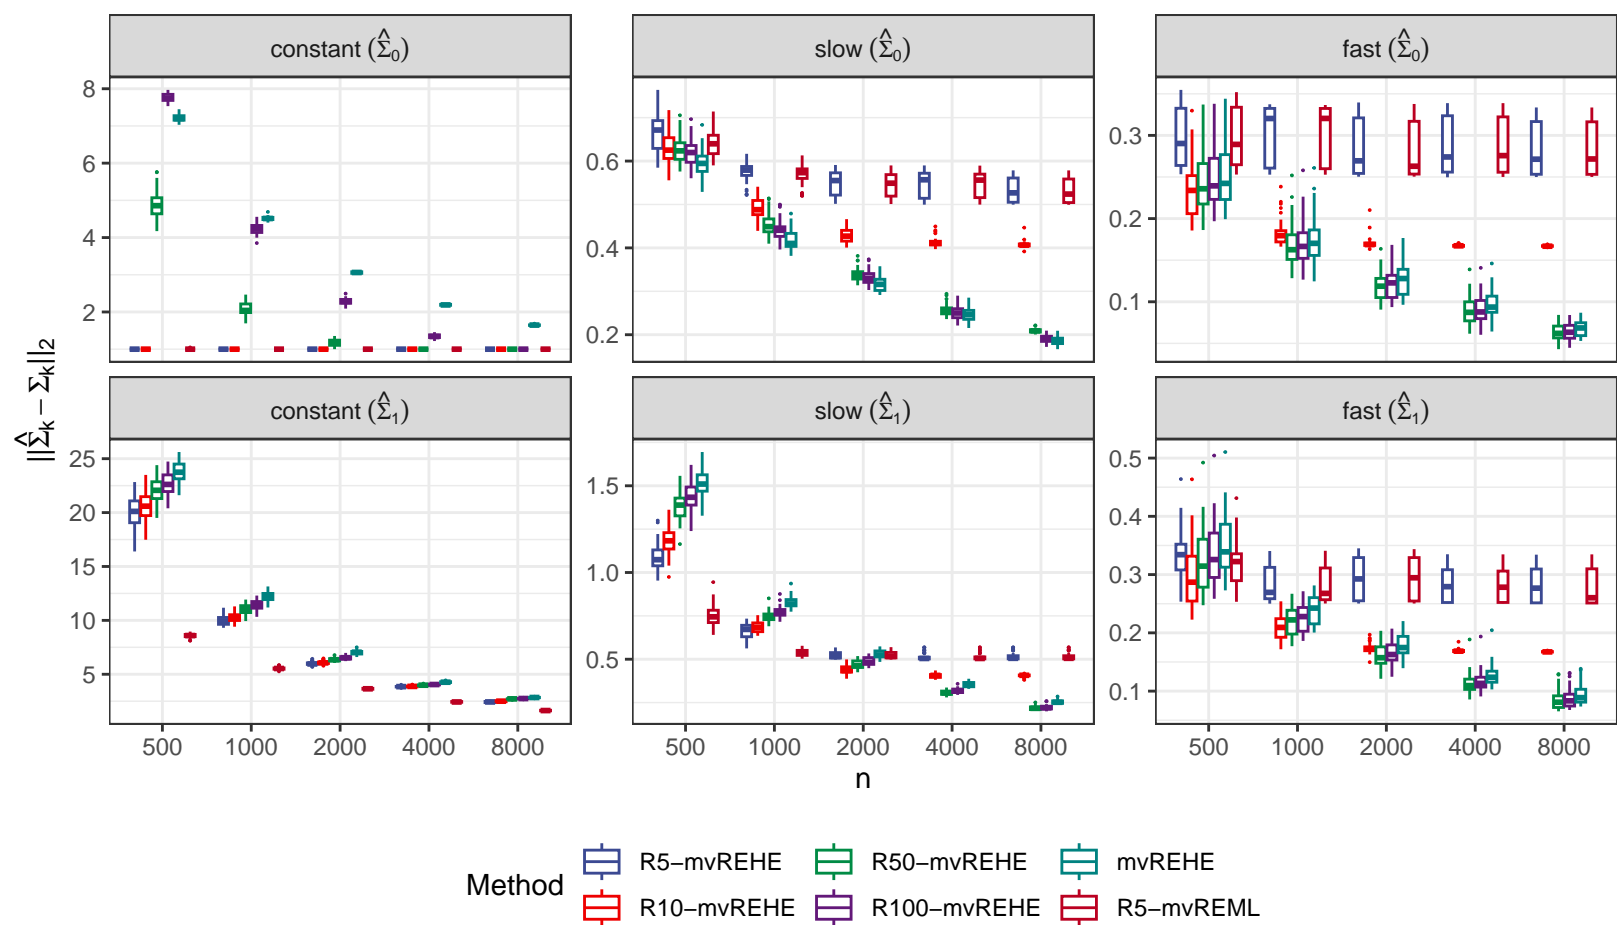 constant (Σ̂₀)
slow (Σ̂₀)
fast (Σ̂₀)
8
6
4
2
0.6
0.4
0.2
0.3
0.2
0.1
||Σ̂ₖ − Σₖ||₂
constant (Σ̂₁)
slow (Σ̂₁)
fast (Σ̂₁)
25
20
15
10
5
1.5
1.0
0.5
0.5
0.4
0.3
0.2
0.1
500 1000 2000 4000 8000
500 1000 2000 4000 8000
500 1000 2000 4000 8000
n
Method
R5−mvREHE R50−mvREHE mvREHE
R10−mvREHE R100−mvREHE R5−mvREML